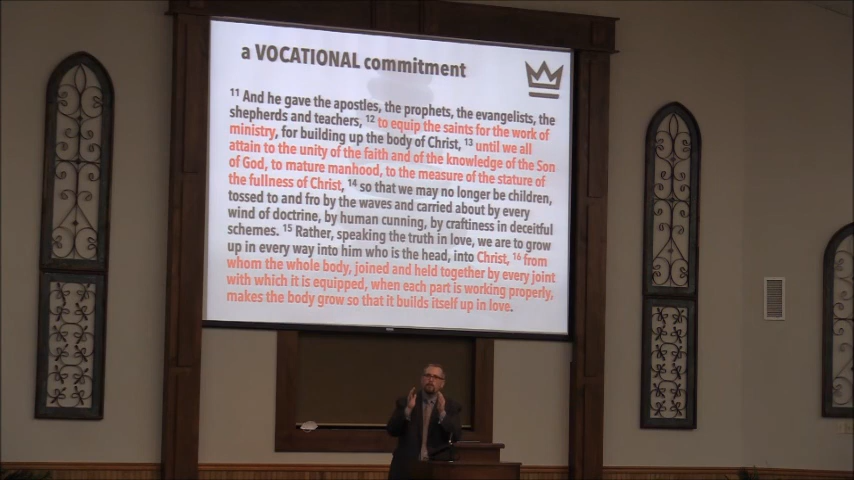 a VOCATIONAL commitment
11 And he gave the apostles, the prophets, the evangelists, the
shepherds and teachers, 12 to equip the saints for the work of
ministry, for building up the body of Christ, 13 until we all
attain to the unity of the faith and of the knowledge of the Son
of God, to mature manhood, to the measure of the stature of
the fullness of Christ, 14 so that we may no longer be children,
tossed to and fro by the waves and carried about by every
wind of doctrine, by human cunning, by craftiness in deceitful
schemes. 15 Rather, speaking the truth in love, we are to grow
up in every way into him who is the head, into Christ, 16 from
whom the whole body, joined and held together by every joint
with which it is equipped, when each part is working properly,
makes the body grow so that it builds itself up in love.